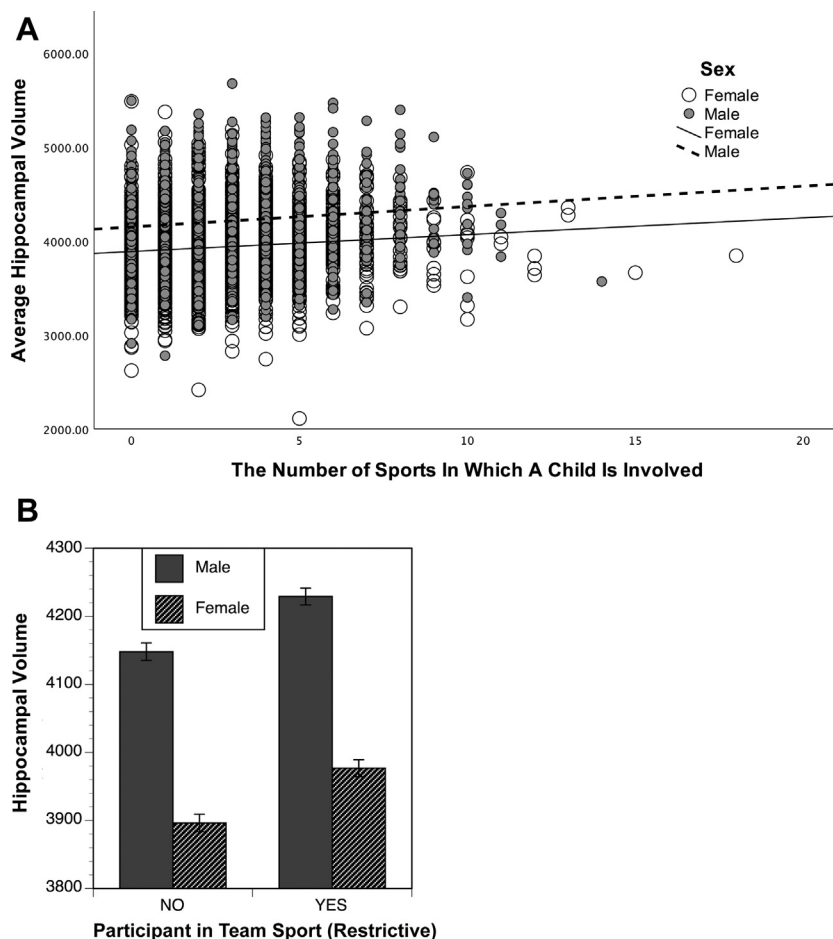 A
Average Hippocampal Volume
6000.00
5000.00
4000.00
3000.00
2000.00
Sex
Female
Male
Female
Male
0 5 10 15 20
The Number of Sports In Which A Child Is Involved
B
Hippocampal Volume
4300
4200
4100
4000
3900
3800
Male
Female
NO YES
Participant in Team Sport (Restrictive)